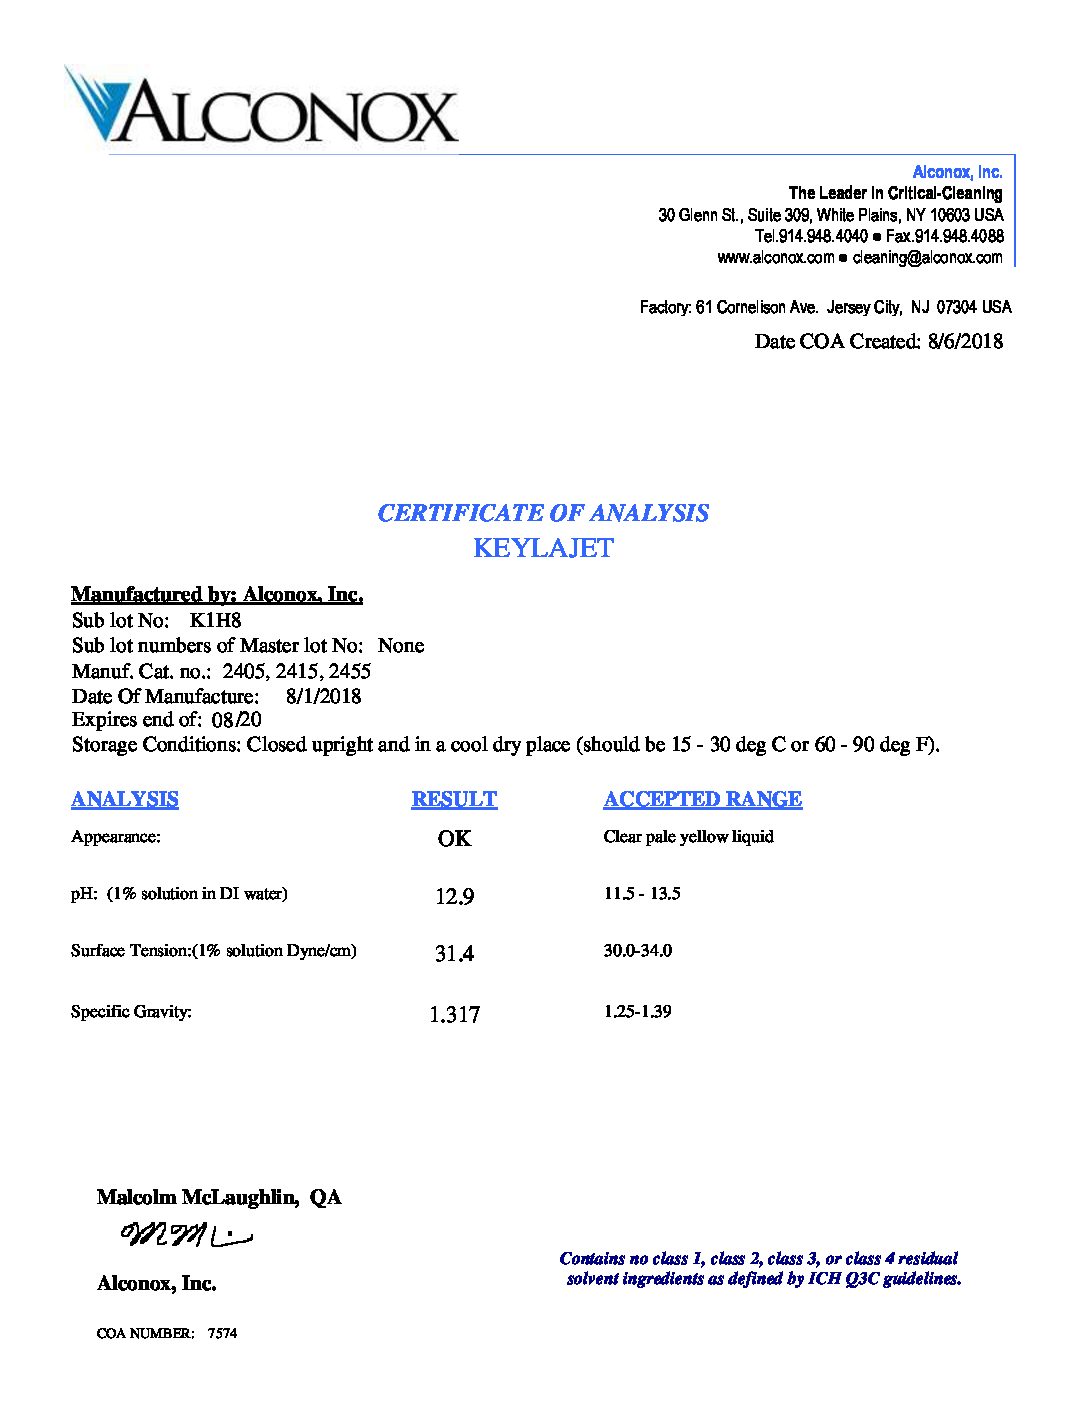 ALCONOX
Alconox, Inc.
The Leader in Critical-Cleaning
30 Glenn St., Suite 309, White Plains, NY 10603 USA
Tel.914.948.4040 ● Fax.914.948.4088
www.alconox.com ● cleaning@alconox.com
Factory: 61 Cornelison Ave.  Jersey City,  NJ  07304 USA
Date COA Created: 8/6/2018
CERTIFICATE OF ANALYSIS
KEYLAJET
Manufactured by: Alconox, Inc.
Sub lot No:    K1H8
Sub lot numbers of Master lot No:   None
Manuf. Cat. no.:  2405, 2415, 2455
Date Of Manufacture:     8/1/2018
Expires end of:  08/20
Storage Conditions: Closed upright and in a cool dry place (should be 15 - 30 deg C or 60 - 90 deg F).
ANALYSIS RESULT ACCEPTED RANGE
Appearance: OK Clear pale yellow liquid
pH:  (1% solution in DI water) 12.9 11.5 - 13.5
Surface Tension:(1% solution Dyne/cm) 31.4 30.0-34.0
Specific Gravity: 1.317 1.25-1.39
Malcolm McLaughlin,  QA
Alconox, Inc.
Contains no class 1, class 2, class 3, or class 4 residual
solvent ingredients as defined by ICH Q3C guidelines.
COA NUMBER:    7574